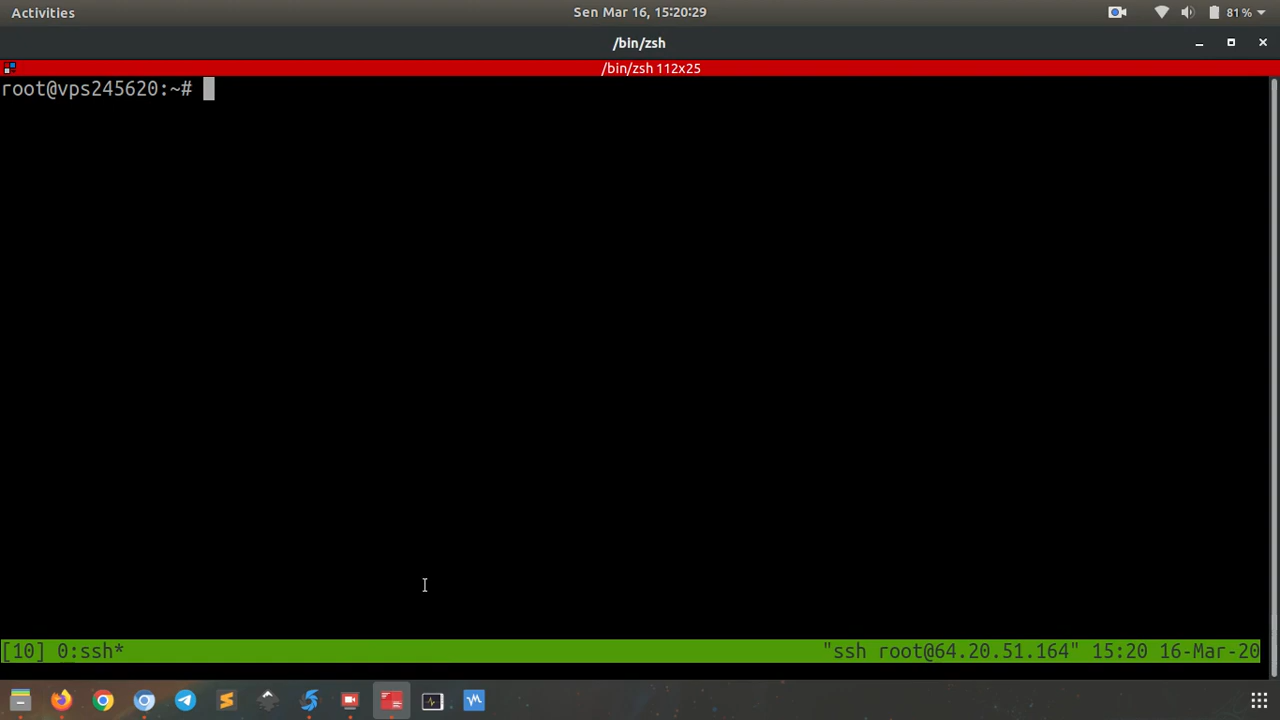 Activities
Sen Mar 16, 15:20:29
81%
/bin/zsh
/bin/zsh 112x25
root@vps245620:~#
[10] 0:ssh*
"ssh root@64.20.51.164" 15:20 16-Mar-20